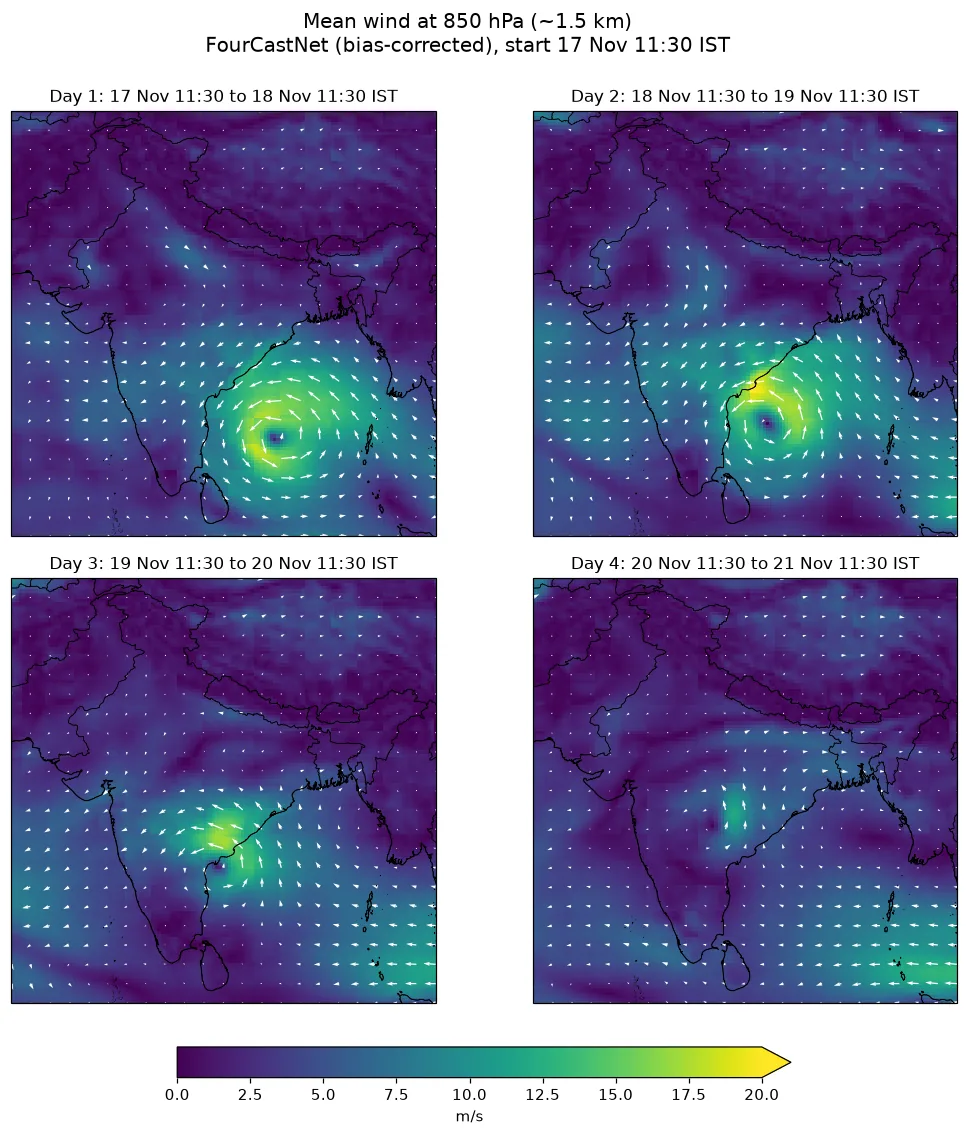 Mean wind at 850 hPa (~1.5 km)
FourCastNet (bias-corrected), start 17 Nov 11:30 IST
Day 1: 17 Nov 11:30 to 18 Nov 11:30 IST
Day 2: 18 Nov 11:30 to 19 Nov 11:30 IST
Day 3: 19 Nov 11:30 to 20 Nov 11:30 IST
Day 4: 20 Nov 11:30 to 21 Nov 11:30 IST
0.0 2.5 5.0 7.5 10.0 12.5 15.0 17.5 20.0
m/s